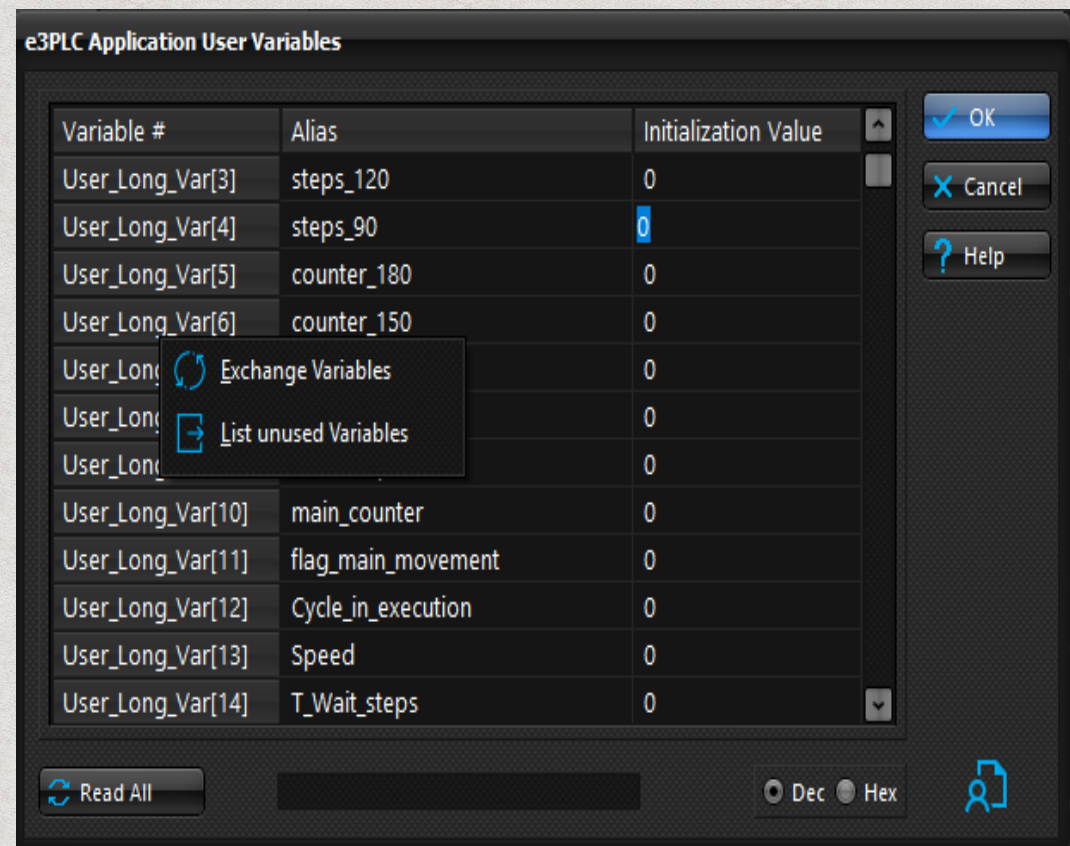 e3PLC Application User Variables
Variable # Alias Initialization Value
User_Long_Var[3] steps_120 0
User_Long_Var[4] steps_90 0
User_Long_Var[5] counter_180 0
User_Long_Var[6] counter_150 0
User_Long 0
User_Long 0
User_Long 0
User_Long_Var[10] main_counter 0
User_Long_Var[11] flag_main_movement 0
User_Long_Var[12] Cycle_in_execution 0
User_Long_Var[13] Speed 0
User_Long_Var[14] T_Wait_steps 0
Exchange Variables
List unused Variables
OK
Cancel
? Help
Read All
Dec Hex